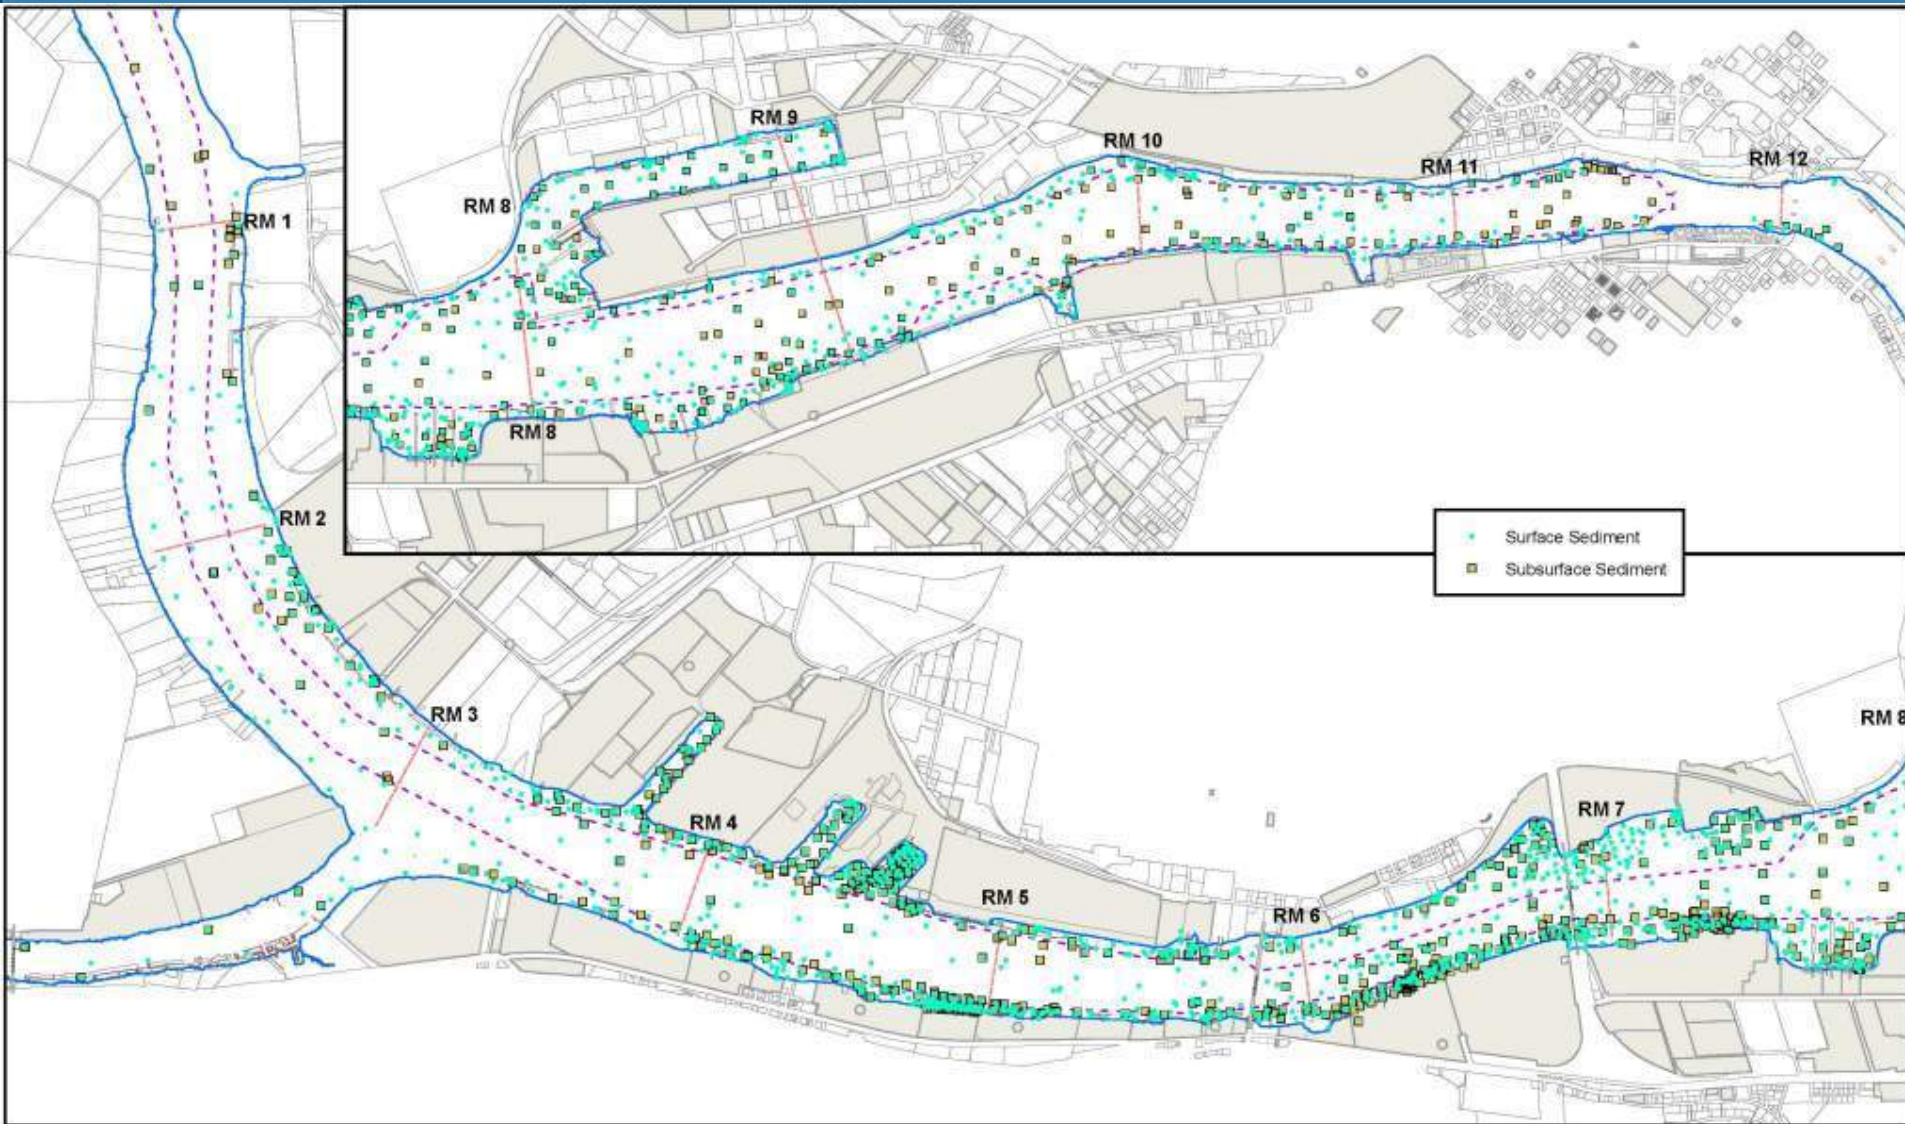 RM 9
RM 10
RM 11
RM 12
RM 8
RM 1
RM 8
RM 2
Surface Sediment
Subsurface Sediment
RM 3
RM 8
RM 4
RM 7
RM 5
RM 6